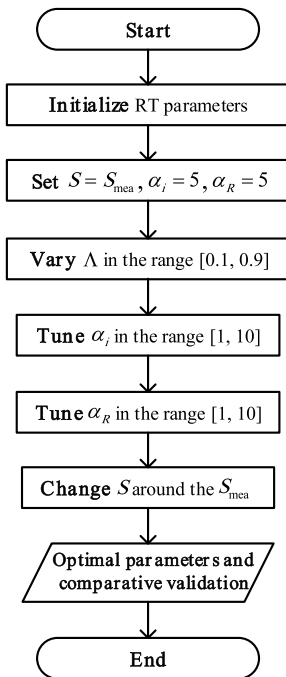 Start
Initialize RT parameters
Set S = S_mea, α_i = 5, α_R = 5
Vary Λ in the range [0.1, 0.9]
Tune α_i in the range [1, 10]
Tune α_R in the range [1, 10]
Change S around the S_mea
Optimal parameters and
comparative validation
End